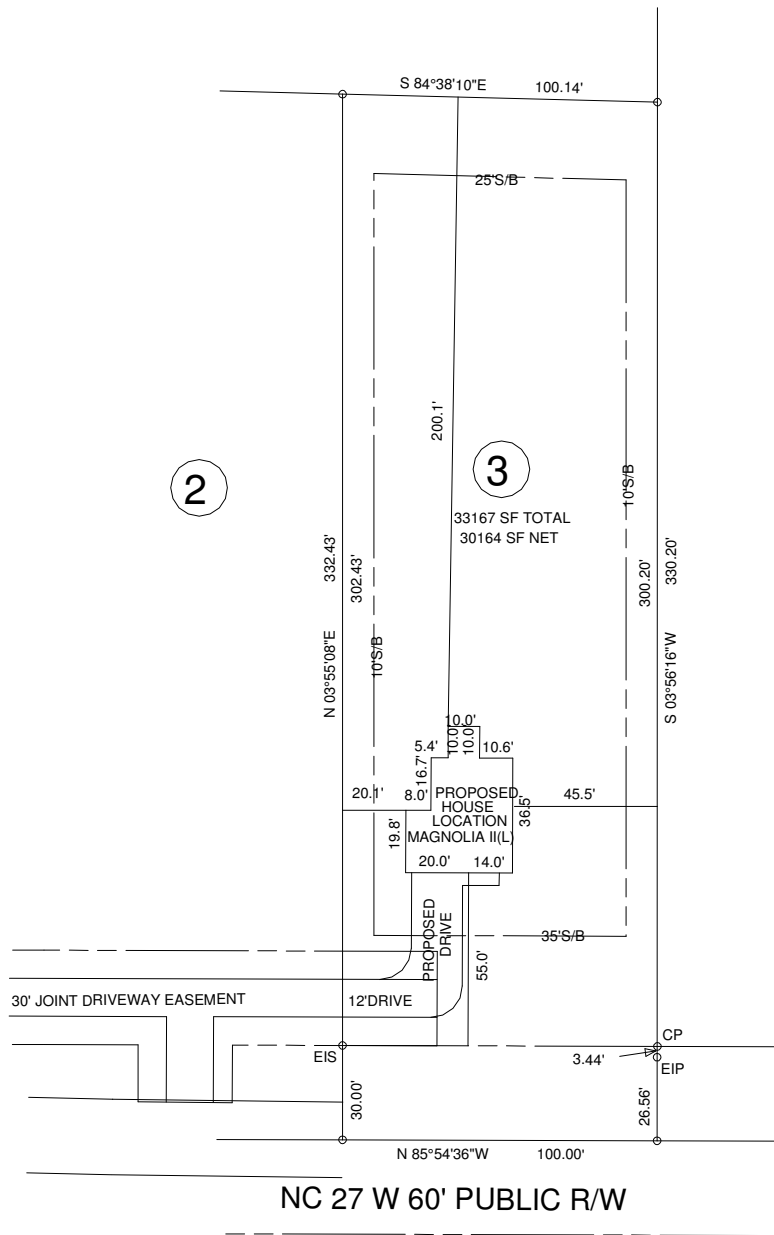 S 84°38'10"E 100.14'
25'S/B
200.1'
2
3
33167 SF TOTAL
30164 SF NET
10'S/B
332.43'
302.43'
300.20'
330.20'
N 03°55'08"E
10'S/B
S 03°56'16"W
10.0'
10.0'
10.0'
5.4'
10.6'
16.7'
20.1'
8.0'
PROPOSED
HOUSE
LOCATION
MAGNOLIA II(L)
36.5'
45.5'
19.8'
20.0'
14.0'
PROPOSED
DRIVE
35'S/B
55.0'
30' JOINT DRIVEWAY EASEMENT
12'DRIVE
EIS
CP
3.44'
EIP
30.00'
26.56'
N 85°54'36"W 100.00'
NC 27 W 60' PUBLIC R/W